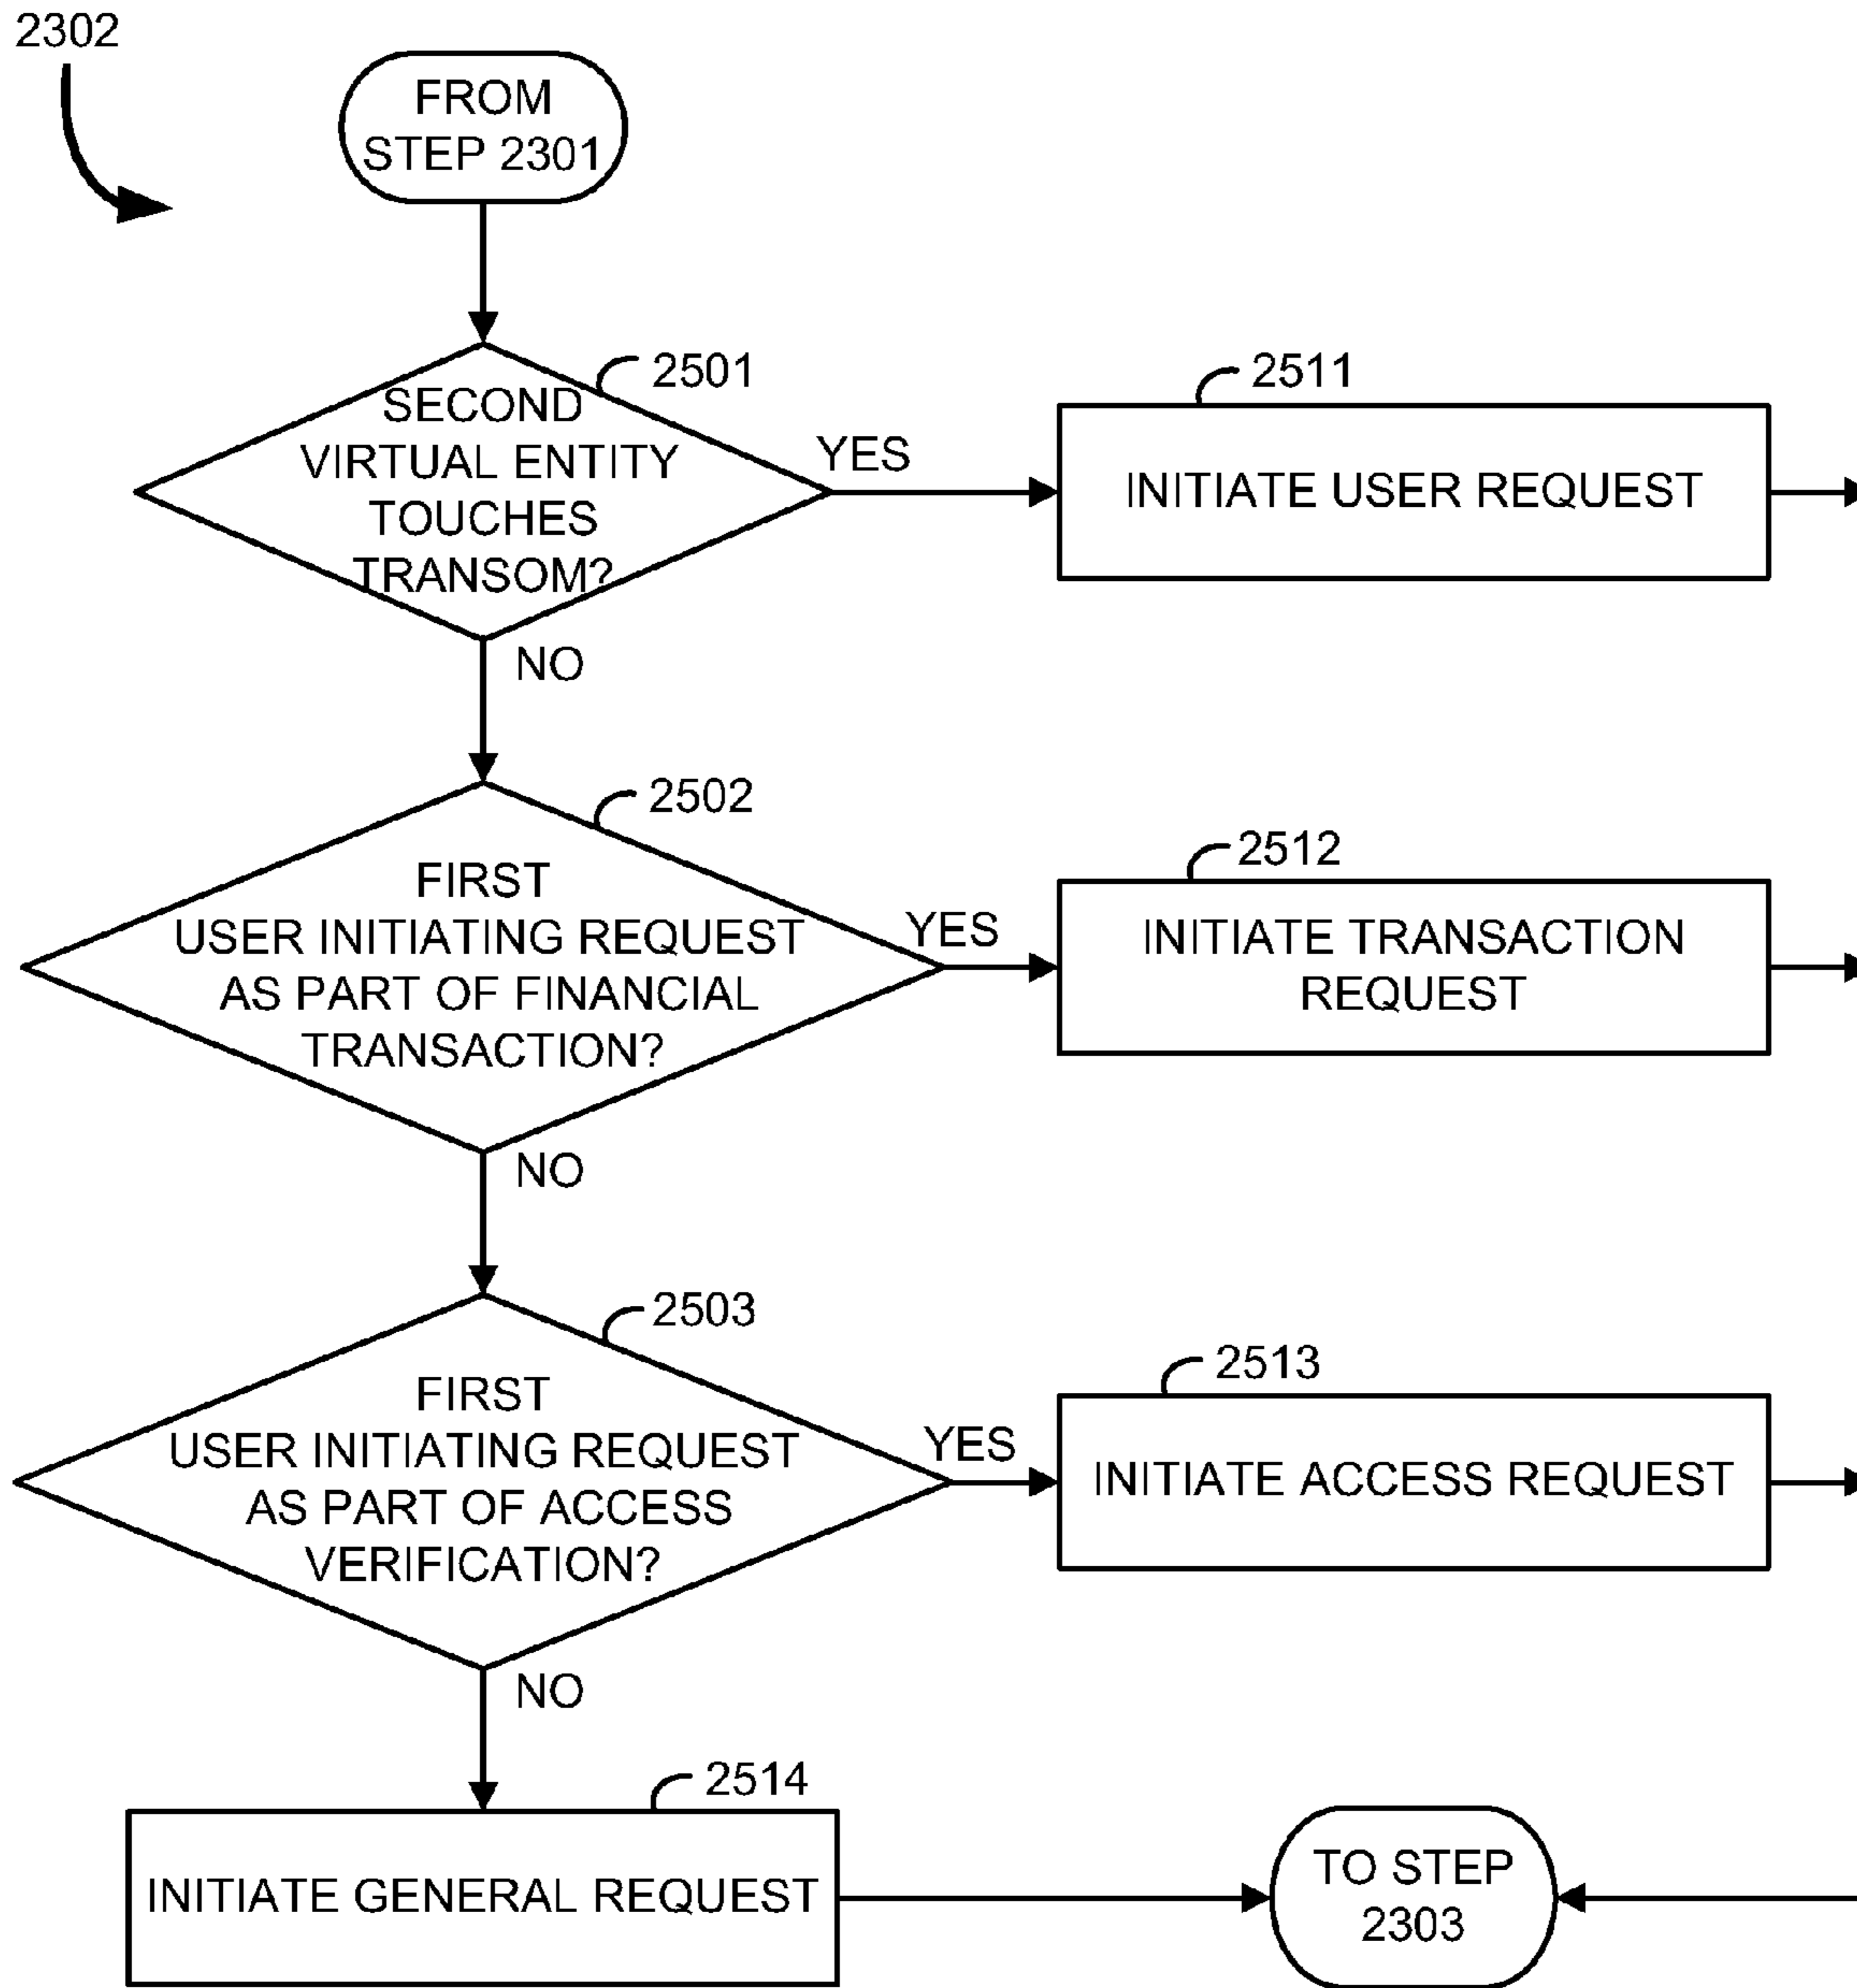 2302
FROM
STEP 2301
2501
SECOND
VIRTUAL ENTITY
TOUCHES
TRANSOM?
YES
2511
INITIATE USER REQUEST
NO
2502
FIRST
USER INITIATING REQUEST
AS PART OF FINANCIAL
TRANSACTION?
YES
2512
INITIATE TRANSACTION
REQUEST
NO
2503
FIRST
USER INITIATING REQUEST
AS PART OF ACCESS
VERIFICATION?
YES
2513
INITIATE ACCESS REQUEST
NO
2514
INITIATE GENERAL REQUEST
TO STEP
2303